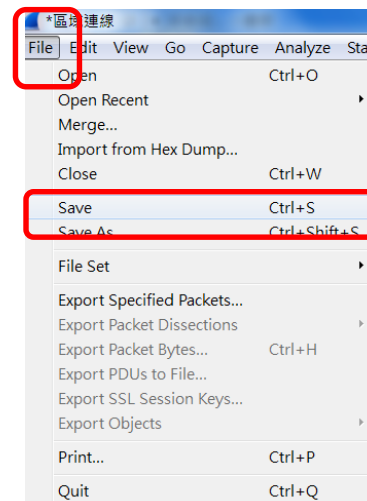 *區域連線
File Edit View Go Capture Analyze Sta
Open Ctrl+O
Open Recent
Merge...
Import from Hex Dump...
Close Ctrl+W
Save Ctrl+S
Save As Ctrl+Shift+S
File Set
Export Specified Packets...
Export Packet Dissections
Export Packet Bytes... Ctrl+H
Export PDUs to File...
Export SSL Session Keys...
Export Objects
Print... Ctrl+P
Quit Ctrl+Q